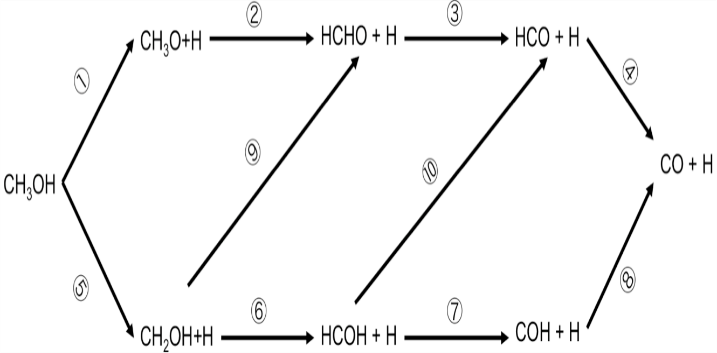 ② ③
CH₃O+H HCHO + H HCO + H
① ④
⑨ ⑩
CH₃OH CO + H
⑤ ⑧
⑥ ⑦
CH₂OH+H HCOH + H COH + H